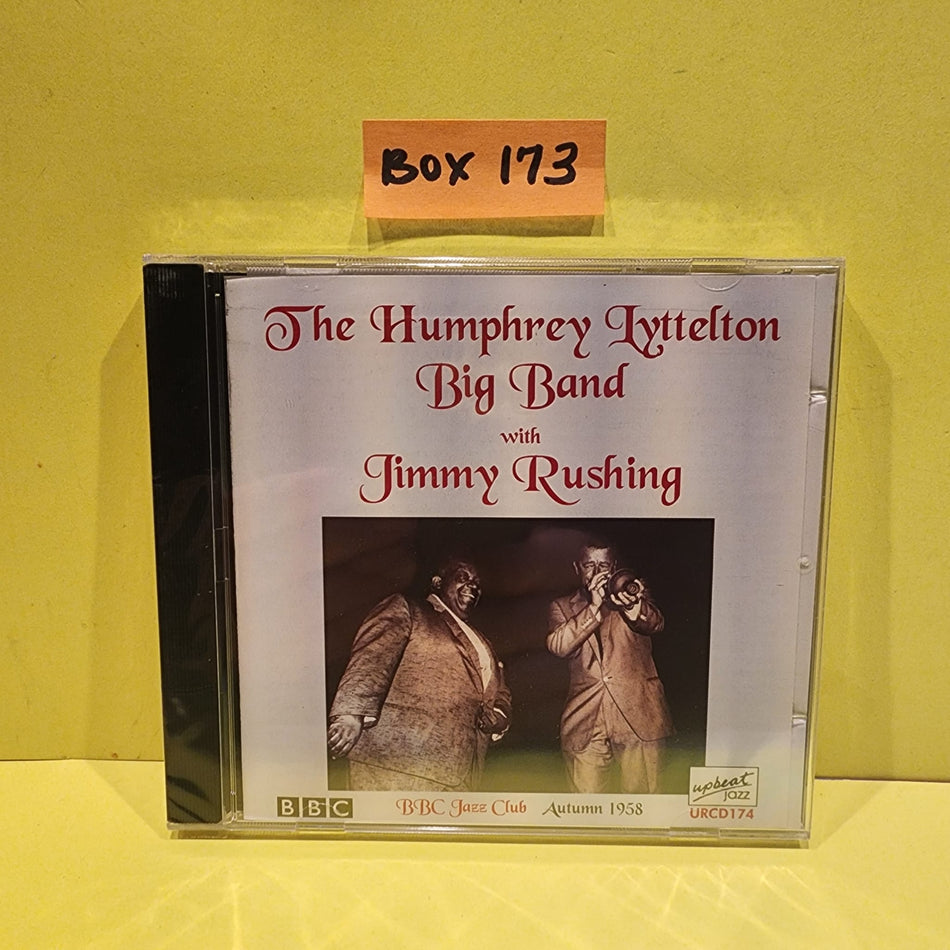 BOX 173
The Humphrey Lyttelton
Big Band
with
Jimmy Rushing
BBC
BBC Jazz Club Autumn 1958
upbeat
jazz
URCD174